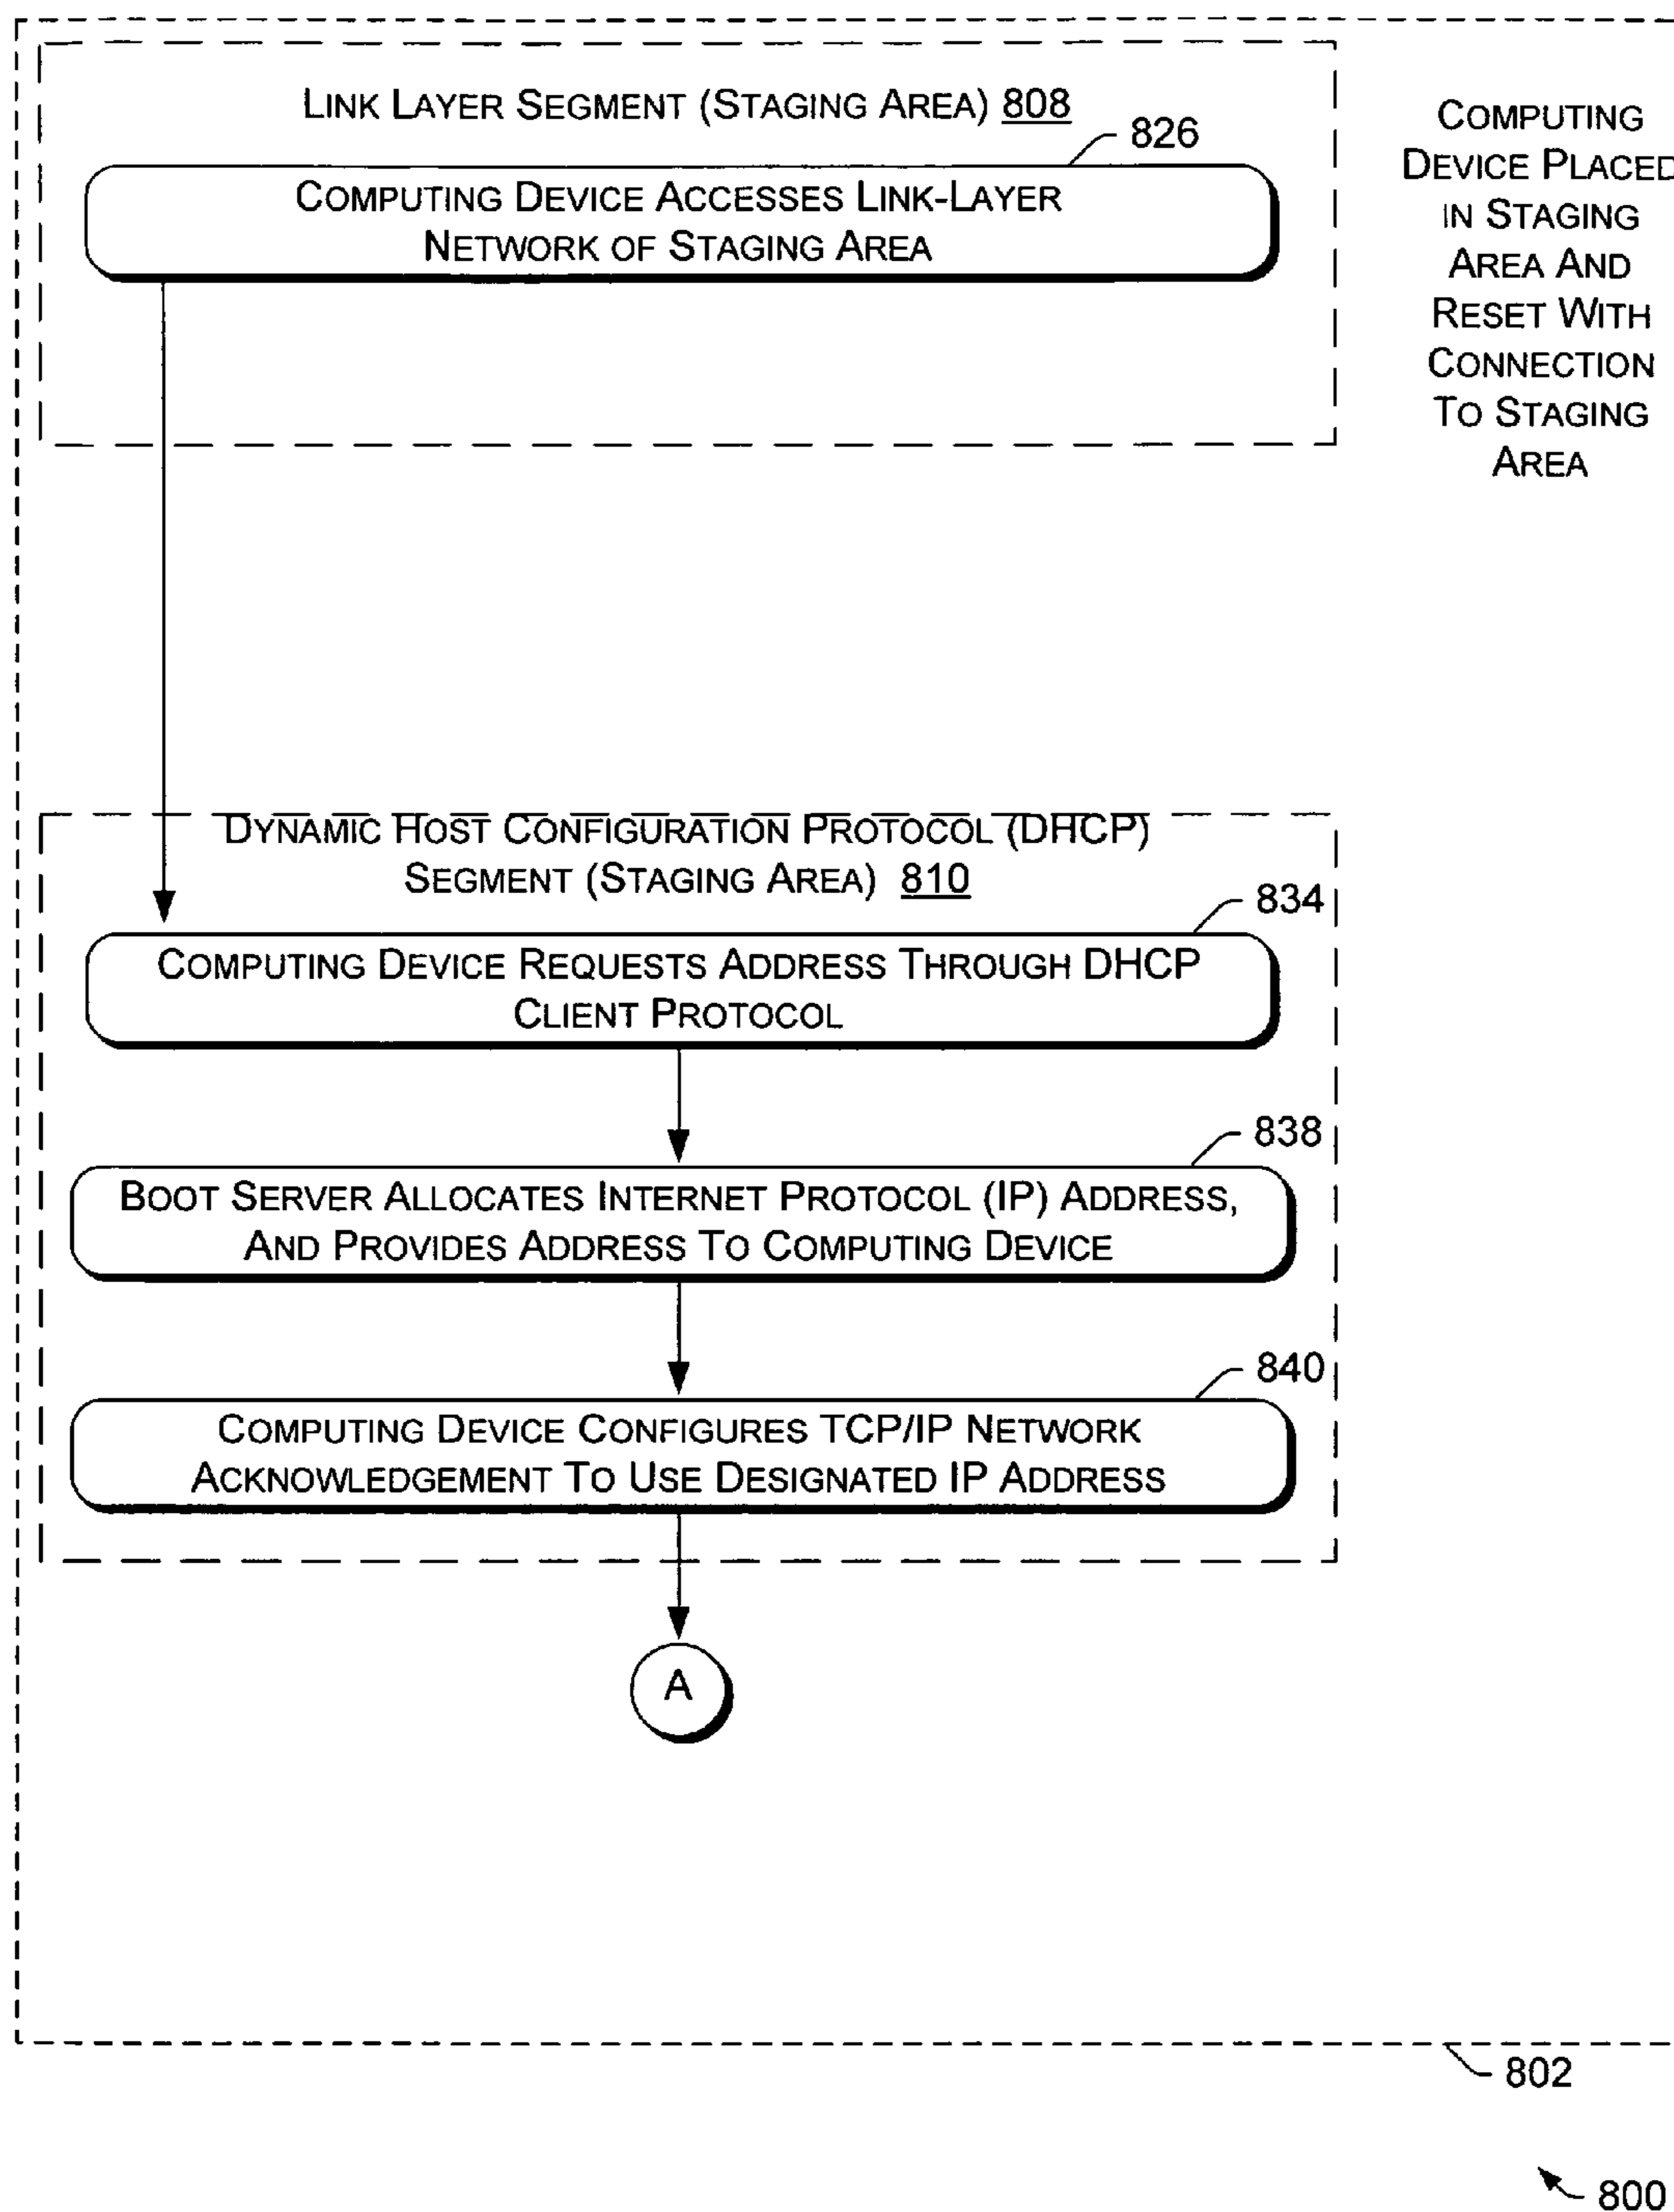 LINK LAYER SEGMENT (STAGING AREA) 808
826
COMPUTING DEVICE ACCESSES LINK-LAYER
NETWORK OF STAGING AREA
COMPUTING
DEVICE PLACED
IN STAGING
AREA AND
RESET WITH
CONNECTION
TO STAGING
AREA
DYNAMIC HOST CONFIGURATION PROTOCOL (DHCP)
SEGMENT (STAGING AREA) 810
834
COMPUTING DEVICE REQUESTS ADDRESS THROUGH DHCP
CLIENT PROTOCOL
838
BOOT SERVER ALLOCATES INTERNET PROTOCOL (IP) ADDRESS,
AND PROVIDES ADDRESS TO COMPUTING DEVICE
840
COMPUTING DEVICE CONFIGURES TCP/IP NETWORK
ACKNOWLEDGEMENT TO USE DESIGNATED IP ADDRESS
A
802
800